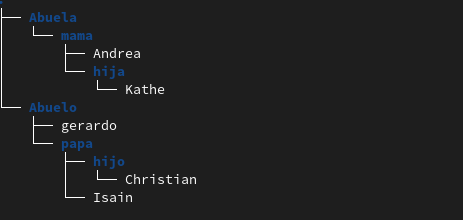 Abuela
mama
Andrea
hija
Kathe
Abuelo
gerardo
papa
hijo
Christian
Isain